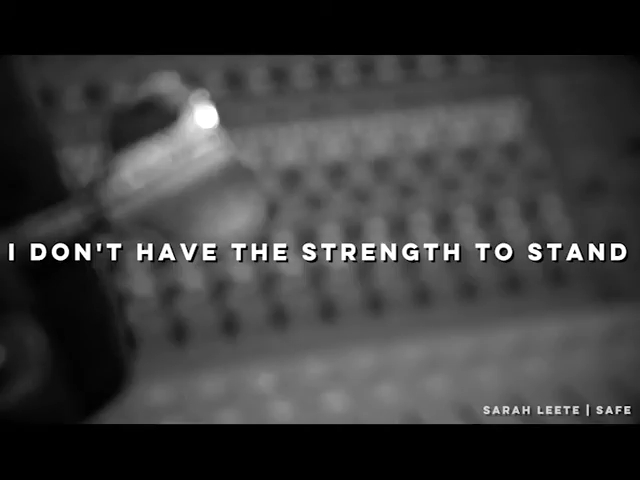 I DON'T HAVE THE STRENGTH TO STAND
SARAH LEETE | SAFE